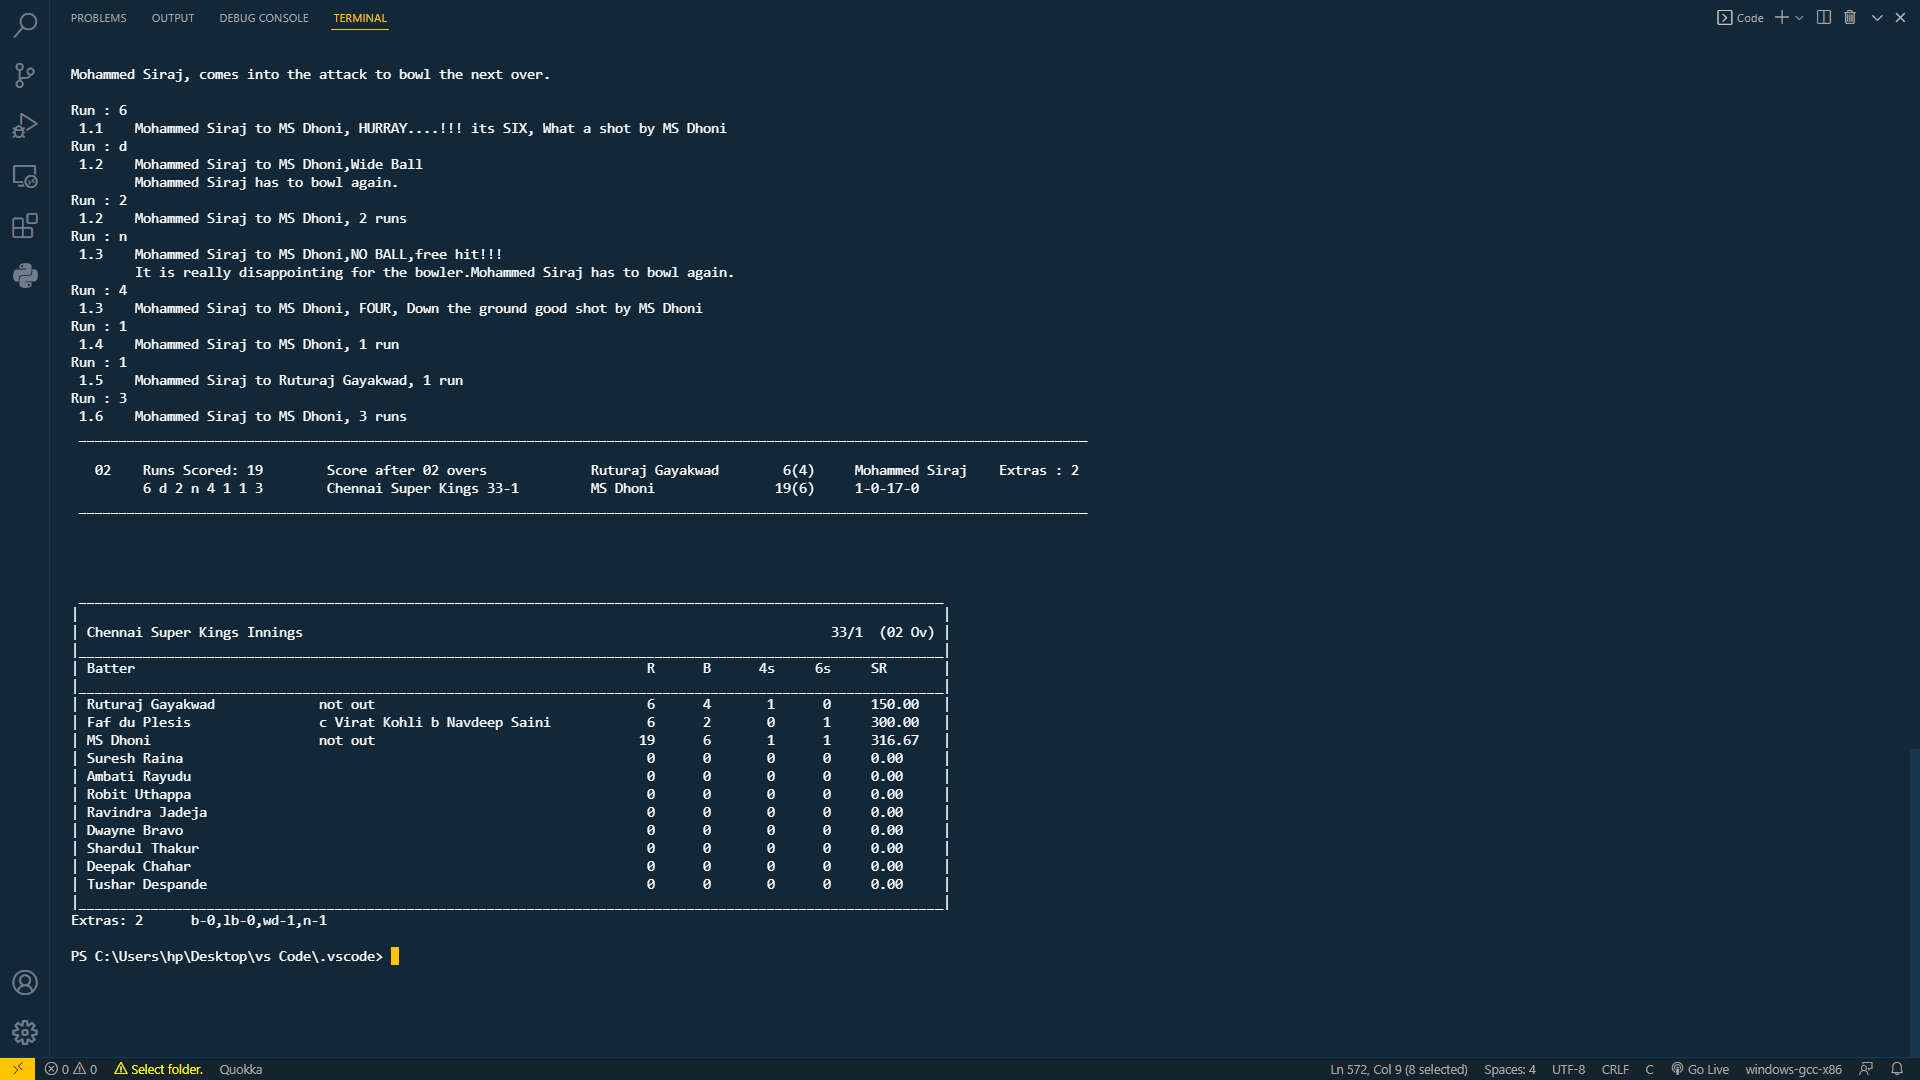 PROBLEMS OUTPUT DEBUG CONSOLE TERMINAL Code
Mohammed Siraj, comes into the attack to bowl the next over.
Run : 6
1.1 Mohammed Siraj to MS Dhoni, HURRAY....!!! its SIX, What a shot by MS Dhoni
Run : d
1.2 Mohammed Siraj to MS Dhoni,Wide Ball
Mohammed Siraj has to bowl again.
Run : 2
1.2 Mohammed Siraj to MS Dhoni, 2 runs
Run : n
1.3 Mohammed Siraj to MS Dhoni,NO BALL,free hit!!!
It is really disappointing for the bowler.Mohammed Siraj has to bowl again.
Run : 4
1.3 Mohammed Siraj to MS Dhoni, FOUR, Down the ground good shot by MS Dhoni
Run : 1
1.4 Mohammed Siraj to MS Dhoni, 1 run
Run : 1
1.5 Mohammed Siraj to Ruturaj Gayakwad, 1 run
Run : 3
1.6 Mohammed Siraj to MS Dhoni, 3 runs
02 Runs Scored: 19 Score after 02 overs Ruturaj Gayakwad 6(4) Mohammed Siraj Extras : 2
6 d 2 n 4 1 1 3 Chennai Super Kings 33-1 MS Dhoni 19(6) 1-0-17-0
Chennai Super Kings Innings 33/1 (02 Ov)
Batter R B 4s 6s SR
Ruturaj Gayakwad not out 6 4 1 0 150.00
Faf du Plesis c Virat Kohli b Navdeep Saini 6 2 0 1 300.00
MS Dhoni not out 19 6 1 1 316.67
Suresh Raina 0 0 0 0 0.00
Ambati Rayudu 0 0 0 0 0.00
Robit Uthappa 0 0 0 0 0.00
Ravindra Jadeja 0 0 0 0 0.00
Dwayne Bravo 0 0 0 0 0.00
Shardul Thakur 0 0 0 0 0.00
Deepak Chahar 0 0 0 0 0.00
Tushar Despande 0 0 0 0 0.00
Extras: 2 b-0,lb-0,wd-1,n-1
PS C:\Users\hp\Desktop\vs Code\.vscode>
0 0 Select folder. Quokka Ln 572, Col 9 (8 selected) Spaces: 4 UTF-8 CRLF C Go Live windows-gcc-x86